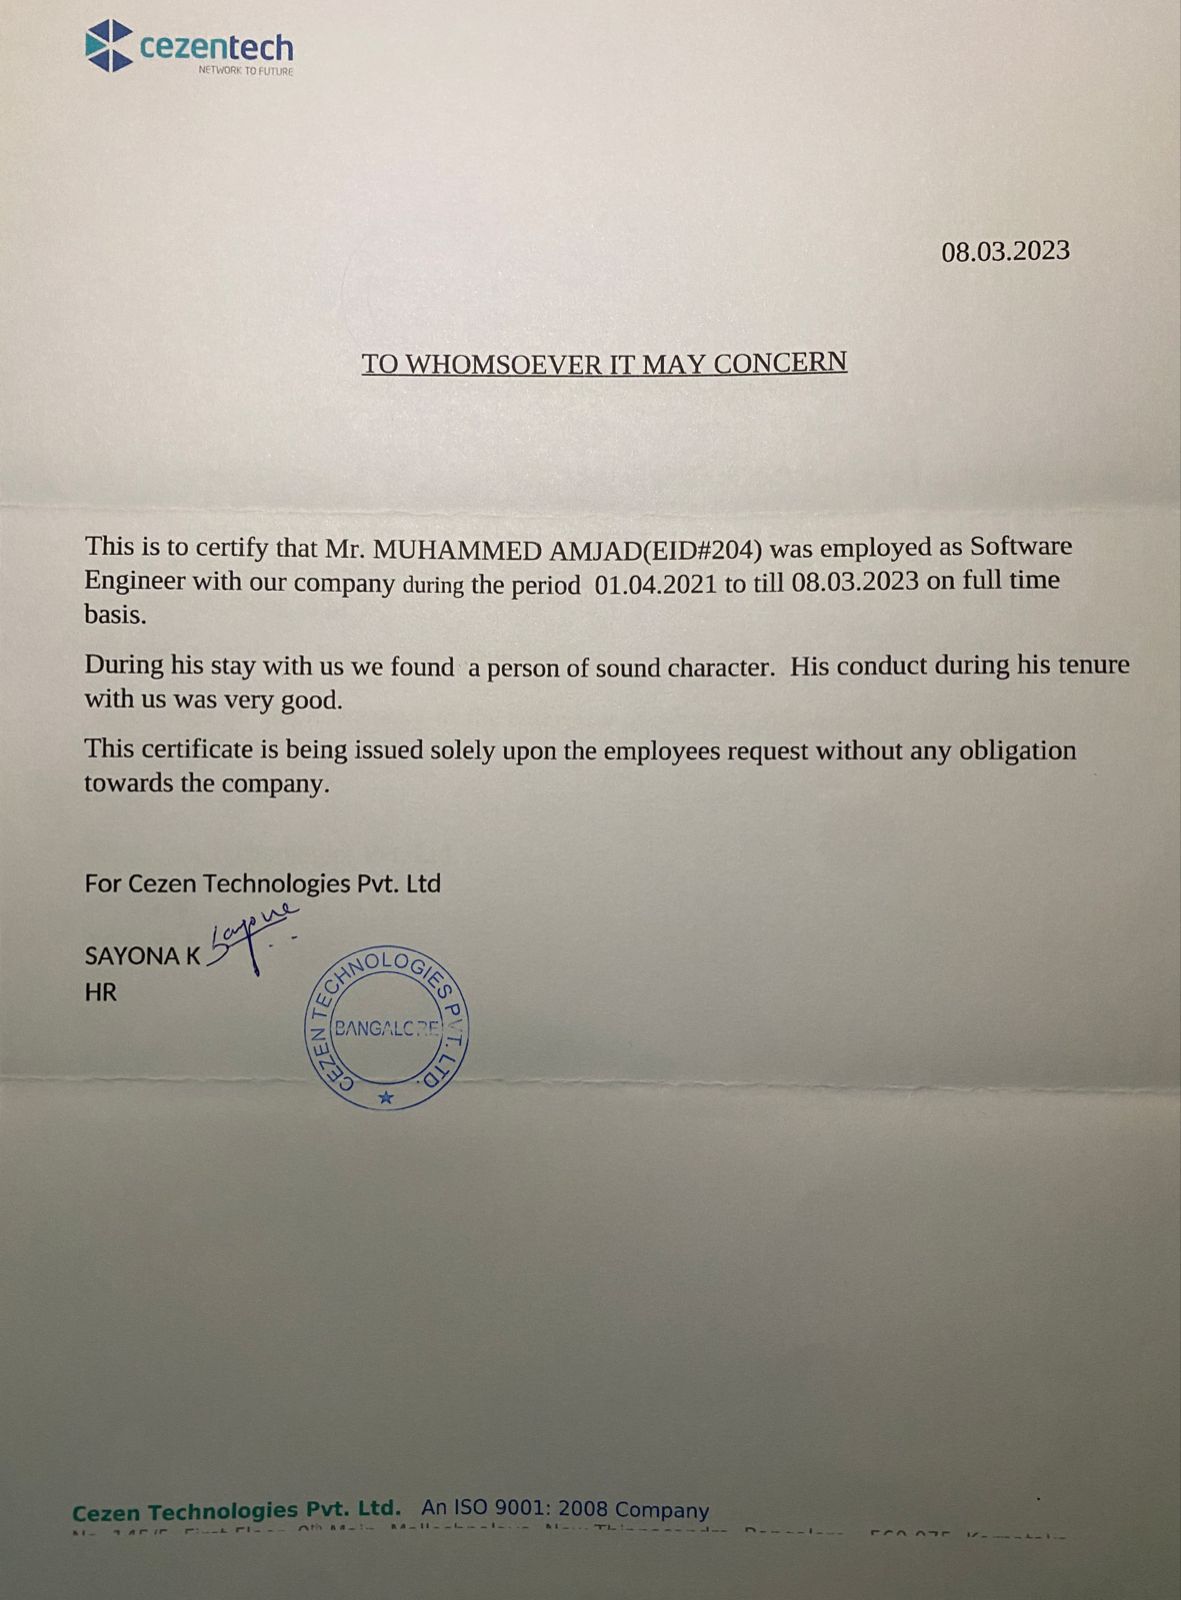 cezentech
NETWORK TO FUTURE
08.03.2023
TO WHOMSOEVER IT MAY CONCERN
This is to certify that Mr. MUHAMMED AMJAD(EID#204) was employed as Software
Engineer with our company during the period 01.04.2021 to till 08.03.2023 on full time
basis.
During his stay with us we found a person of sound character. His conduct during his tenure
with us was very good.
This certificate is being issued solely upon the employees request without any obligation
towards the company.
For Cezen Technologies Pvt. Ltd
Sayone
SAYONA K
HR
CEZEN TECHNOLOGIES PVT. LTD.
BANGALORE
Cezen Technologies Pvt. Ltd. An ISO 9001: 2008 Company